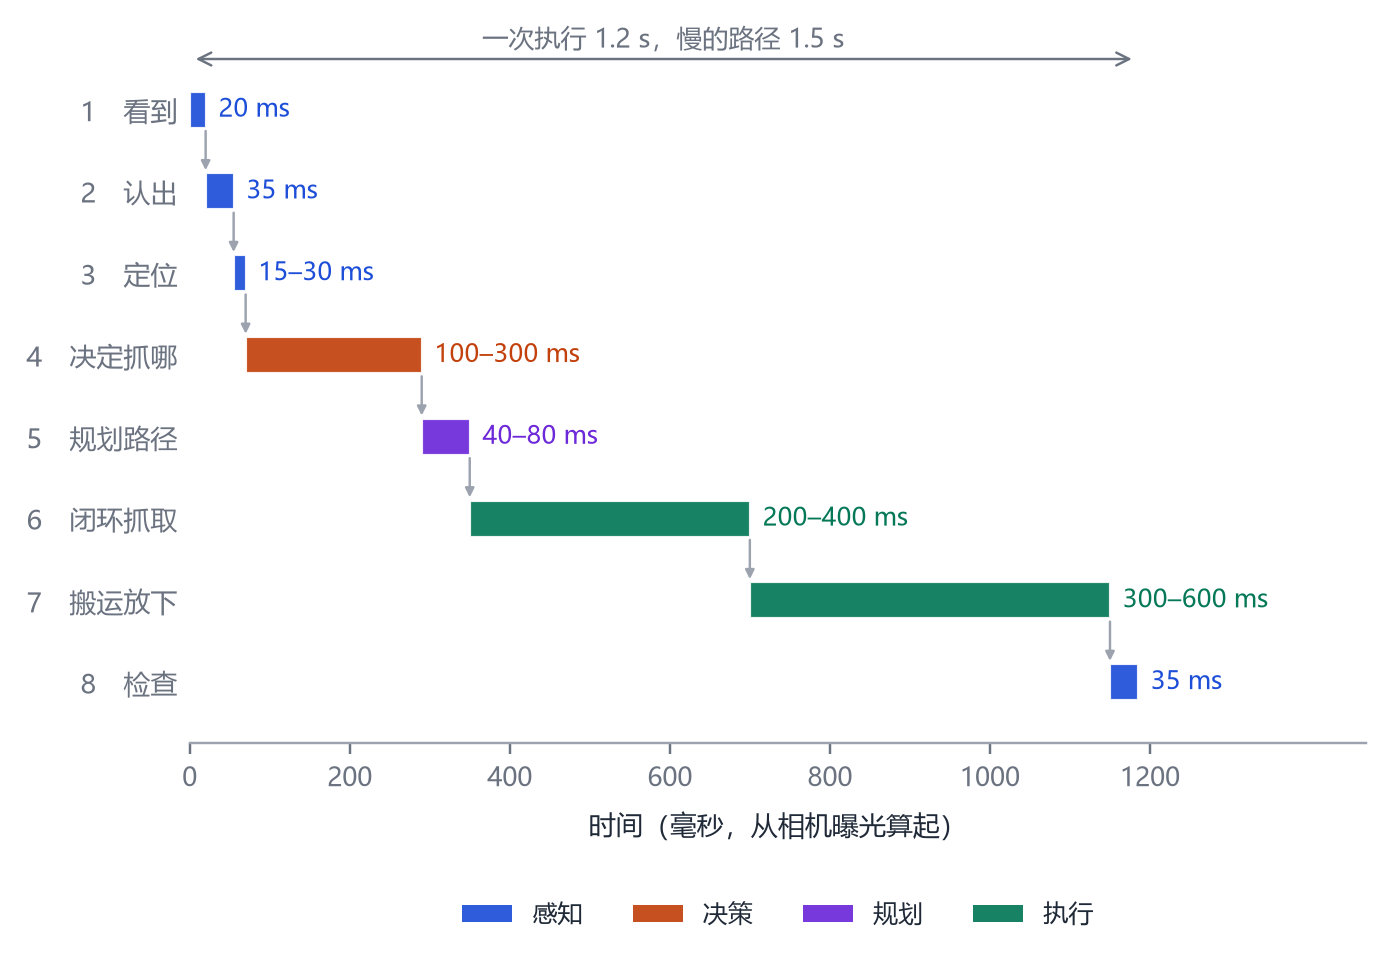 一次执行 1.2 s，慢的路径 1.5 s
1 看到 20 ms
2 认出 35 ms
3 定位 15–30 ms
4 决定抓哪 100–300 ms
5 规划路径 40–80 ms
6 闭环抓取 200–400 ms
7 搬运放下 300–600 ms
8 检查 35 ms
0 200 400 600 800 1000 1200
时间（毫秒，从相机曝光算起）
感知 决策 规划 执行